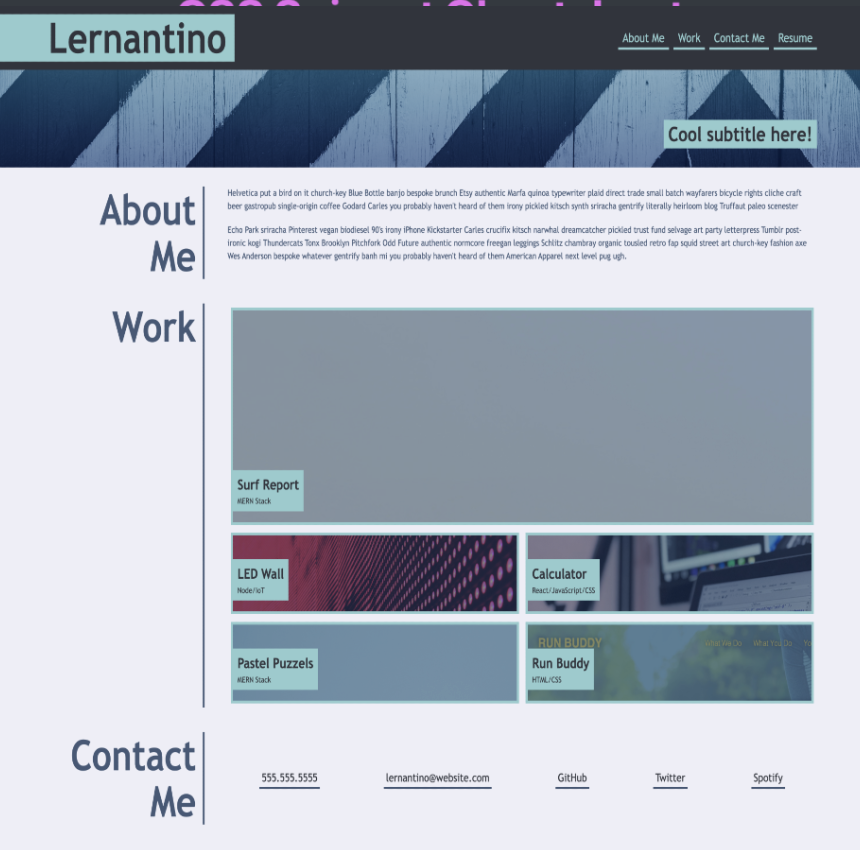 Lernantino
About Me Work Contact Me Resume
Cool subtitle here!
About
Me
Helvetica put a bird on it church-key Blue Bottle banjo bespoke brunch Etsy authentic Marfa quinoa typewriter plaid direct trade small batch wayfarers bicycle rights cliche craft
beer gastropub single-origin coffee Godard Carles you probably haven't heard of them irony pickled kitsch synth sriracha gentrify literally heirloom blog Truffaut paleo scenester
Echo Park sriracha Pinterest vegan biodiesel 90's irony iPhone Kickstarter Carles crucifix kitsch narwhal dreamcatcher pickled trust fund selvage art party letterpress Tumblr post-
ironic kogi Thundercats Tonx Brooklyn Pitchfork Odd Future authentic normcore freegan leggings Schlitz chambray organic tousled retro fap squid street art church-key fashion axe
Wes Anderson bespoke whatever gentrify banh mi you probably haven't heard of them American Apparel next level pug ugh.
Work
Surf Report
MERN Stack
LED Wall
Node/IoT
Calculator
React/JavaScript/CSS
Pastel Puzzels
MERN Stack
RUN BUDDY
What We Do What You Do
Run Buddy
HTML/CSS
Contact
Me
555.555.5555 lernantino@website.com GitHub Twitter Spotify